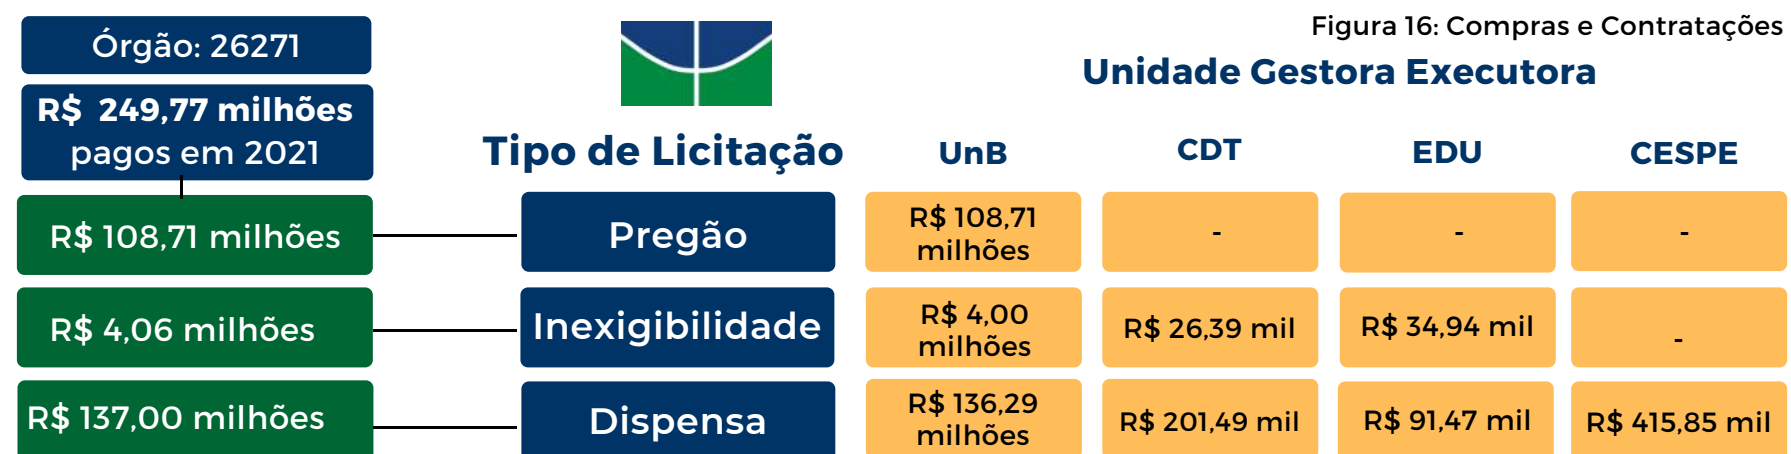 Figura 16: Compras e Contratações
Órgão: 26271
R$ 249,77 milhões
pagos em 2021
Unidade Gestora Executora
Tipo de Licitação
UnB
CDT
EDU
CESPE
R$ 108,71 milhões
Pregão
R$ 108,71
milhões
-
-
-
R$ 4,06 milhões
Inexigibilidade
R$ 4,00
milhões
R$ 26,39 mil
R$ 34,94 mil
-
R$ 137,00 milhões
Dispensa
R$ 136,29
milhões
R$ 201,49 mil
R$ 91,47 mil
R$ 415,85 mil